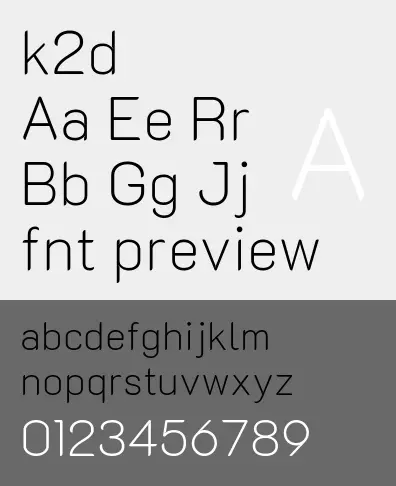 k2d
Aa Ee Rr
A
Bb Gg Jj
fnt preview
abcdefghijklm
nopqrstuvwxyz
0123456789